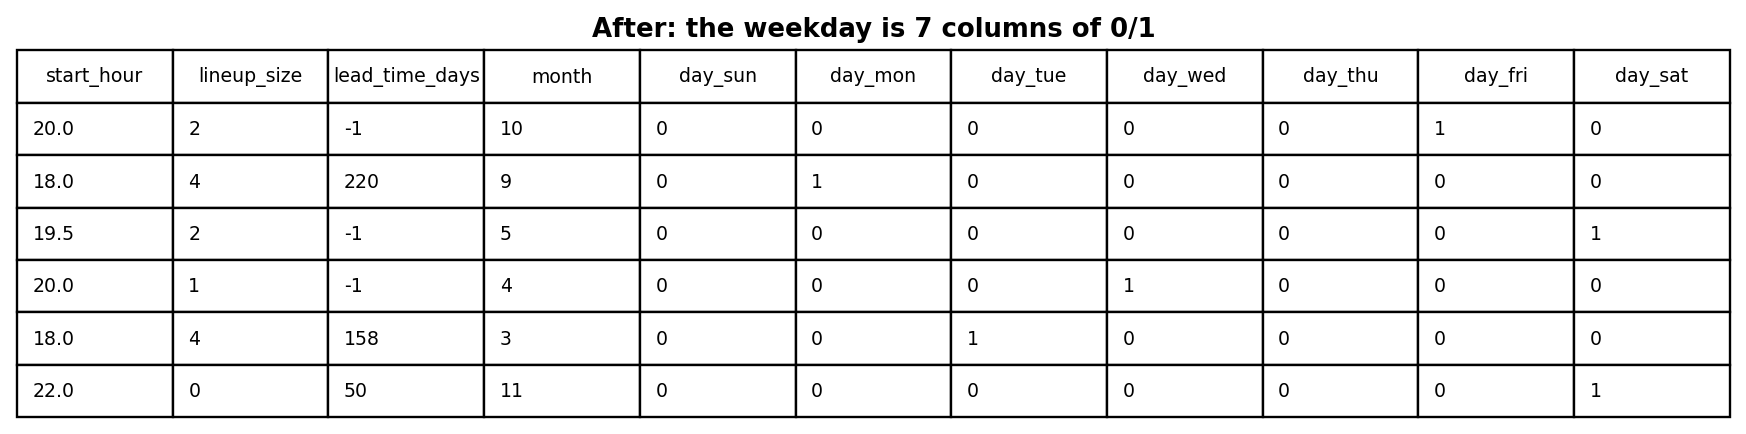 After: the weekday is 7 columns of 0/1
start_hour lineup_size lead_time_days month day_sun day_mon day_tue day_wed day_thu day_fri day_sat
20.0 2 -1 10 0 0 0 0 0 1 0
18.0 4 220 9 0 1 0 0 0 0 0
19.5 2 -1 5 0 0 0 0 0 0 1
20.0 1 -1 4 0 0 0 1 0 0 0
18.0 4 158 3 0 0 1 0 0 0 0
22.0 0 50 11 0 0 0 0 0 0 1